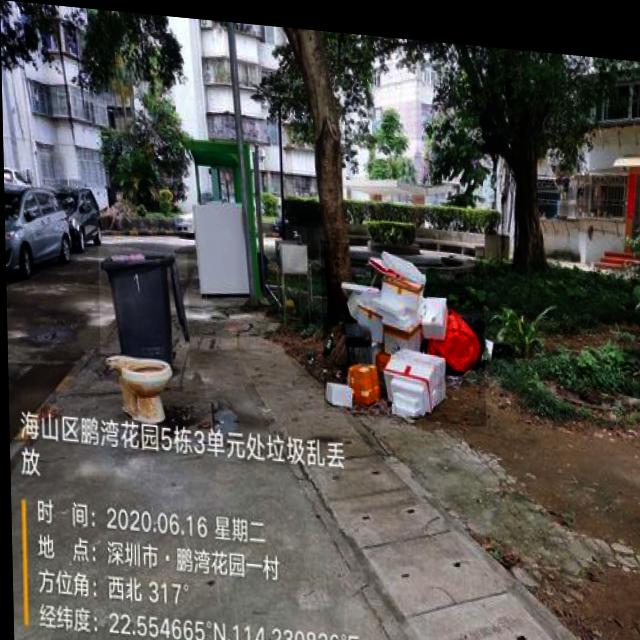 海山区鹏湾花园5栋3单元处垃圾乱丢
放
时 间：2020.06.16 星期二
地 点：深圳市·鹏湾花园一村
方位角：西北 317°
经纬度：22.554665°N,114.230826°E